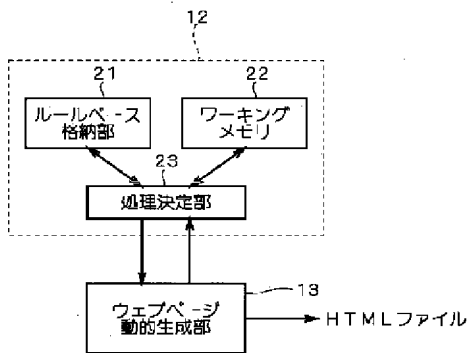 12
21
22
ルールベース
格納部
ワーキング
メモリ
23
処理決定部
13
ウェブページ
動的生成部
HTMLファイル